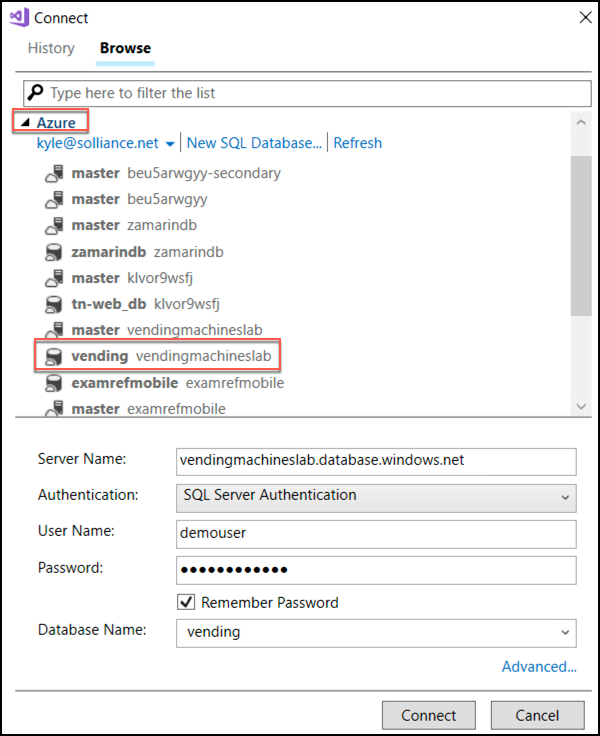 Connect
History Browse
Type here to filter the list
Azure
kyle@solliance.net New SQL Database... Refresh
master beu5arwgyy-secondary
master beu5arwgyy
master zamarindb
zamarindb zamarindb
master klvor9wsfj
tn-web_db klvor9wsfj
master vendingmachineslab
vending vendingmachineslab
examrefmobile examrefmobile
master examrefmobile
Server Name: vendingmachineslab.database.windows.net
Authentication: SQL Server Authentication
User Name: demouser
Password: ●●●●●●●●●●●●
Remember Password
Database Name: vending
Advanced...
Connect Cancel